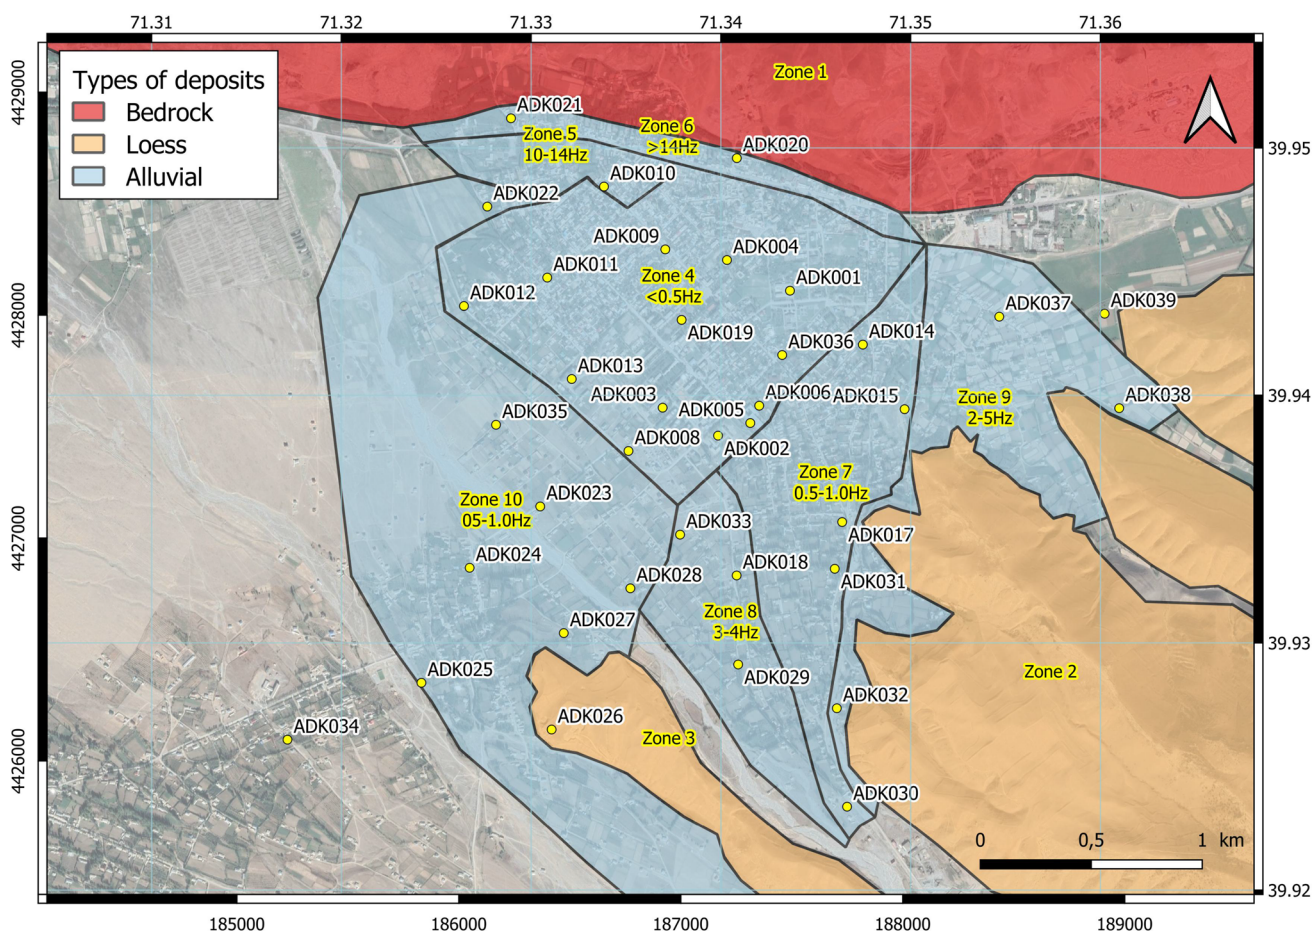 71.31
71.32
71.33
71.34
71.35
71.36
Types of deposits
Bedrock
Loess
Alluvial
Zone 1
ADK021
Zone 5
10-14Hz
Zone 6
>14Hz
ADK020
ADK010
ADK022
ADK009
ADK004
ADK011
Zone 4
<0.5Hz
ADK001
ADK012
ADK019
ADK037
ADK039
ADK036
ADK014
ADK013
ADK003
ADK005
ADK006
ADK015
Zone 9
2-5Hz
ADK038
ADK035
ADK008
ADK002
Zone 7
0.5-1.0Hz
ADK023
Zone 10
05-1.0Hz
ADK033
ADK017
ADK024
ADK018
ADK031
ADK028
ADK027
Zone 8
3-4Hz
ADK029
Zone 2
ADK025
ADK032
ADK034
ADK026
Zone 3
ADK030
0
0,5
1 km
4429000
4428000
4427000
4426000
39.95
39.94
39.93
39.92
185000
186000
187000
188000
189000